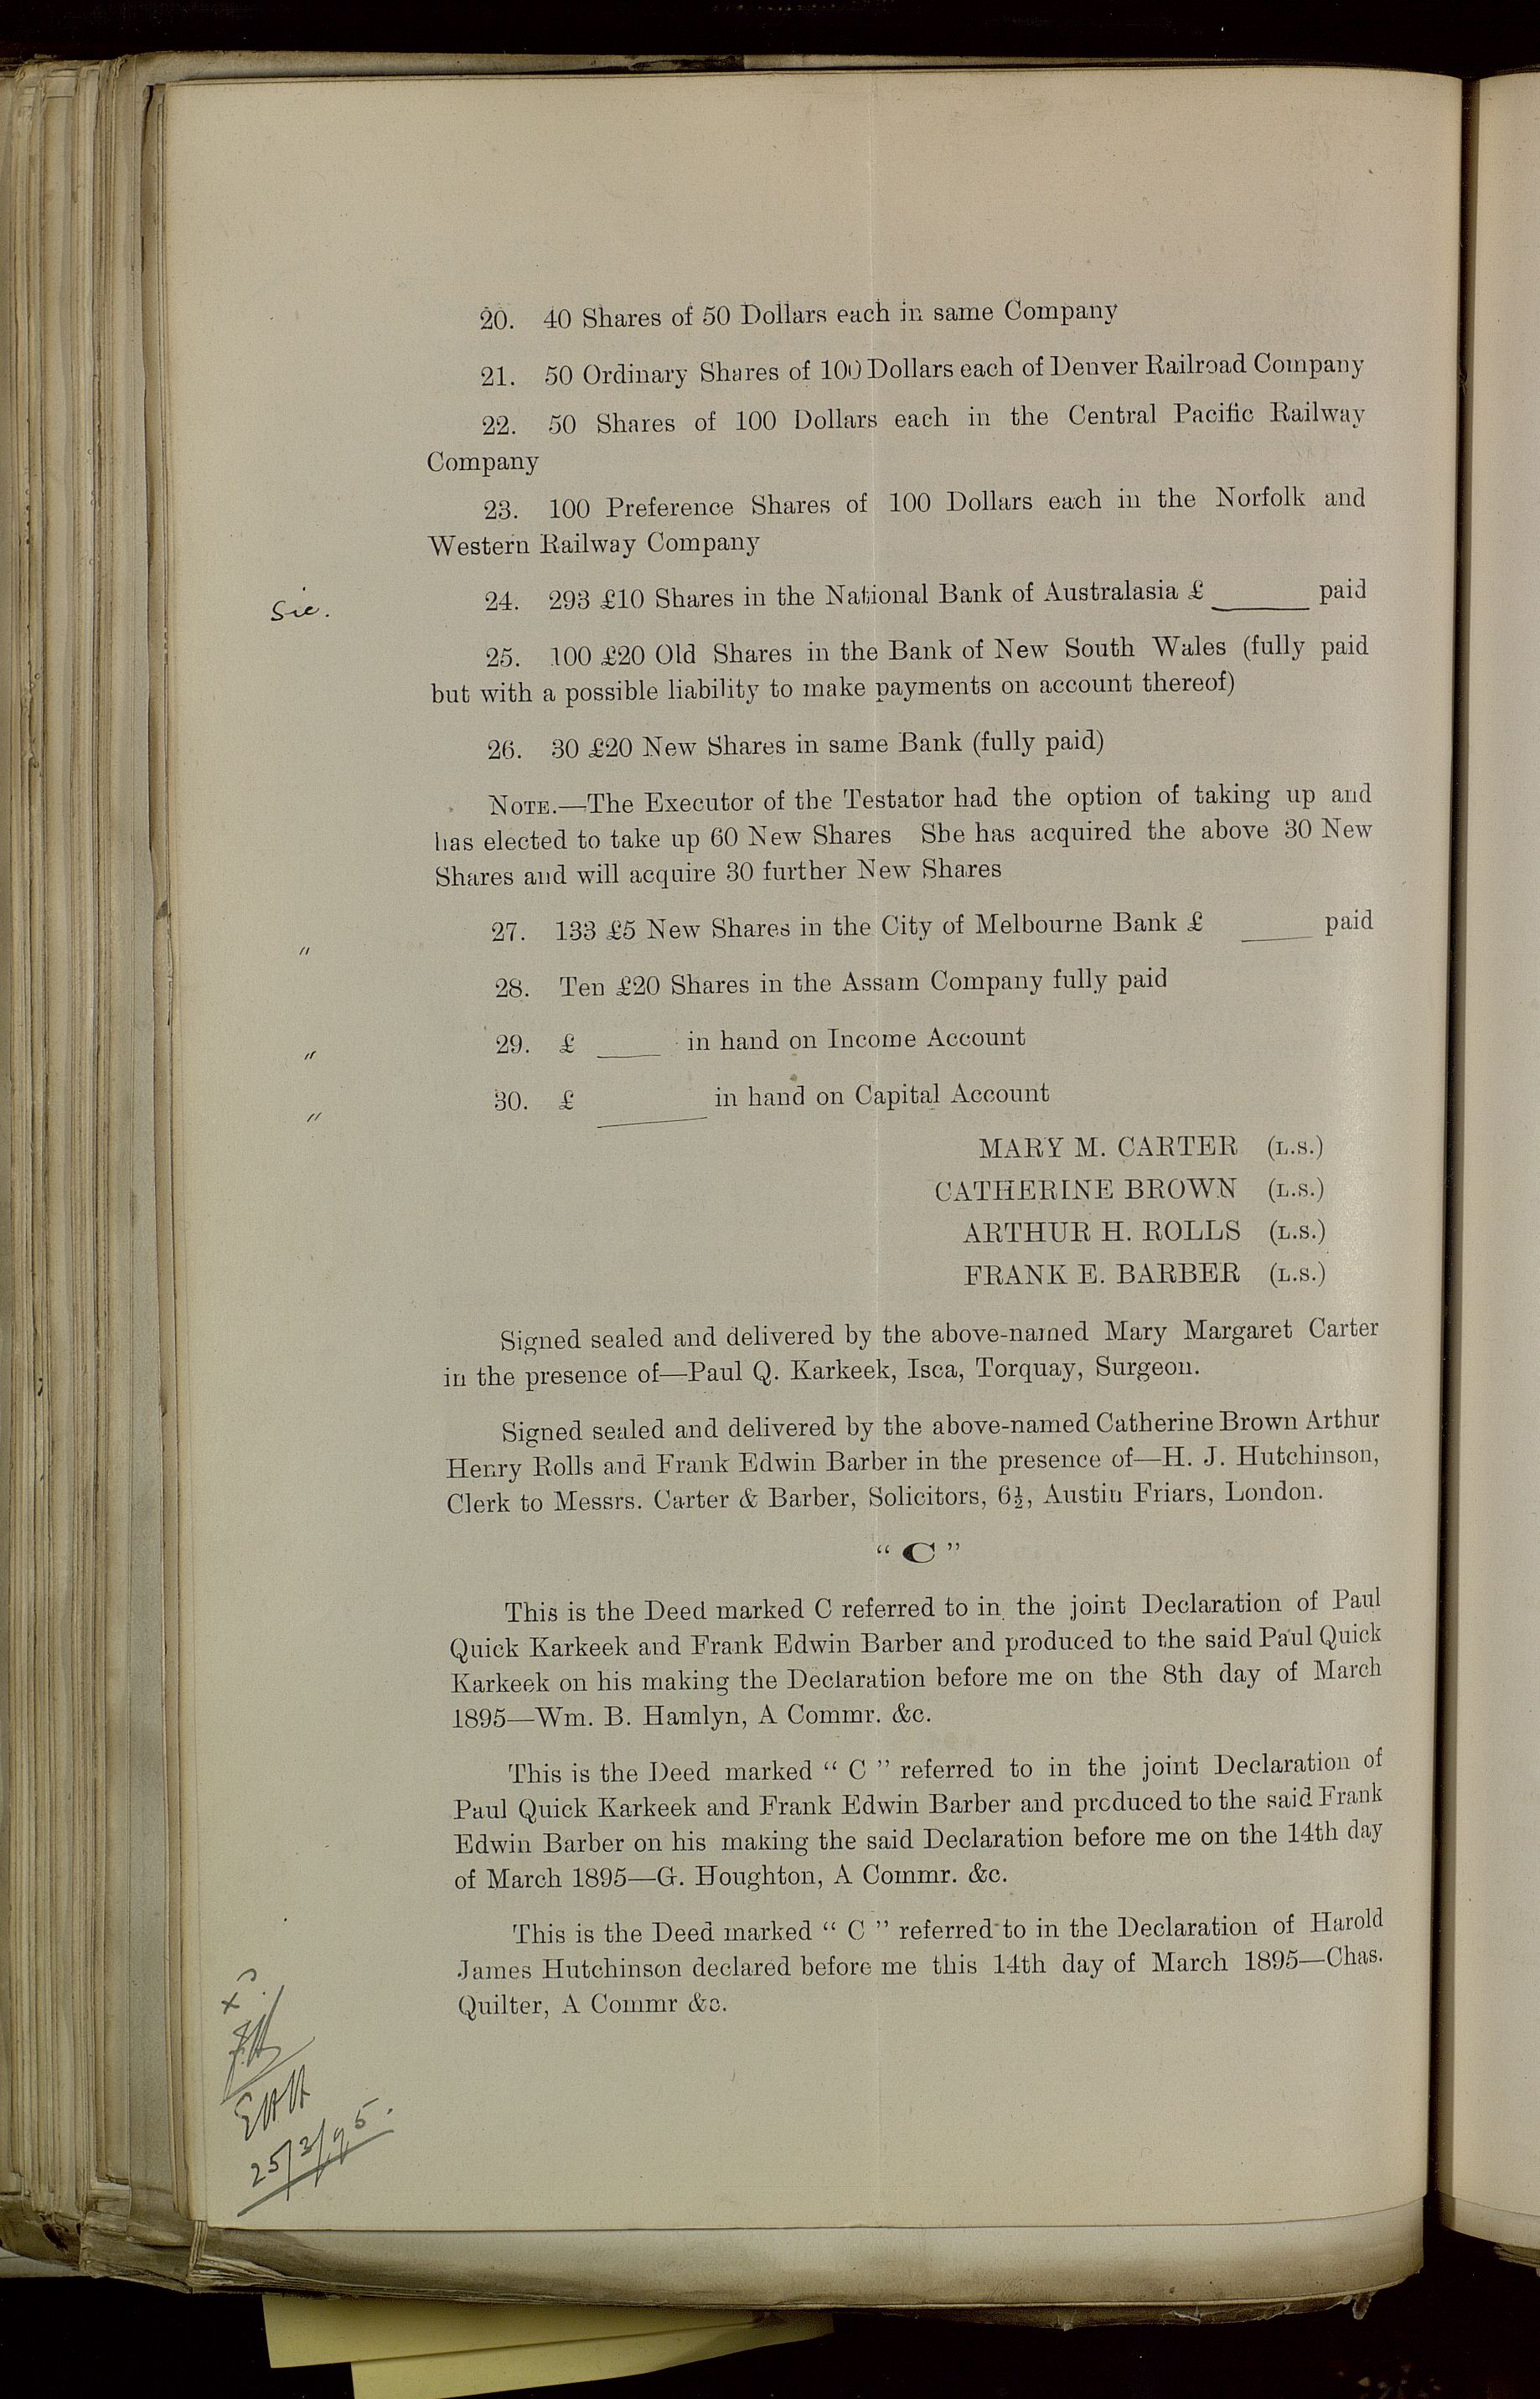 20. 40 Shares of 50 Dollars each in same Company
21. 50 Ordinary Shares of 100 Dollars each of Denver Railroad Company
22. 50 Shares of 100 Dollars each in the Central Pacific Railway
Company
23. 100 Preference Shares of 100 Dollars each in the Norfolk and
Western Railway Company
Sic. 24. 293 £10 Shares in the National Bank of Australasia £ ______ paid
25. 100 £20 Old Shares in the Bank of New South Wales (fully paid
but with a possible liability to make payments on account thereof)
26. 30 £20 New Shares in same Bank (fully paid)
NOTE.—The Executor of the Testator had the option of taking up and
has elected to take up 60 New Shares She has acquired the above 30 New
Shares and will acquire 30 further New Shares
" 27. 133 £5 New Shares in the City of Melbourne Bank £ ____ paid
28. Ten £20 Shares in the Assam Company fully paid
" 29. £ ____ in hand on Income Account
" 30. £ ______ in hand on Capital Account
MARY M. CARTER (L.S.)
CATHERINE BROWN (L.S.)
ARTHUR H. ROLLS (L.S.)
FRANK E. BARBER (L.S.)
Signed sealed and delivered by the above-named Mary Margaret Carter
in the presence of—Paul Q. Karkeek, Isca, Torquay, Surgeon.
Signed sealed and delivered by the above-named Catherine Brown Arthur
Henry Rolls and Frank Edwin Barber in the presence of—H. J. Hutchinson,
Clerk to Messrs. Carter & Barber, Solicitors, 6½, Austin Friars, London.
" C "
This is the Deed marked C referred to in the joint Declaration of Paul
Quick Karkeek and Frank Edwin Barber and produced to the said Paul Quick
Karkeek on his making the Declaration before me on the 8th day of March
1895—Wm. B. Hamlyn, A Commr. &c.
This is the Deed marked " C " referred to in the joint Declaration of
Paul Quick Karkeek and Frank Edwin Barber and produced to the said Frank
Edwin Barber on his making the said Declaration before me on the 14th day
of March 1895—G. Houghton, A Commr. &c.
This is the Deed marked " C " referred to in the Declaration of Harold
James Hutchinson declared before me this 14th day of March 1895—Chas.
Quilter, A Commr &c.
25/3/95.